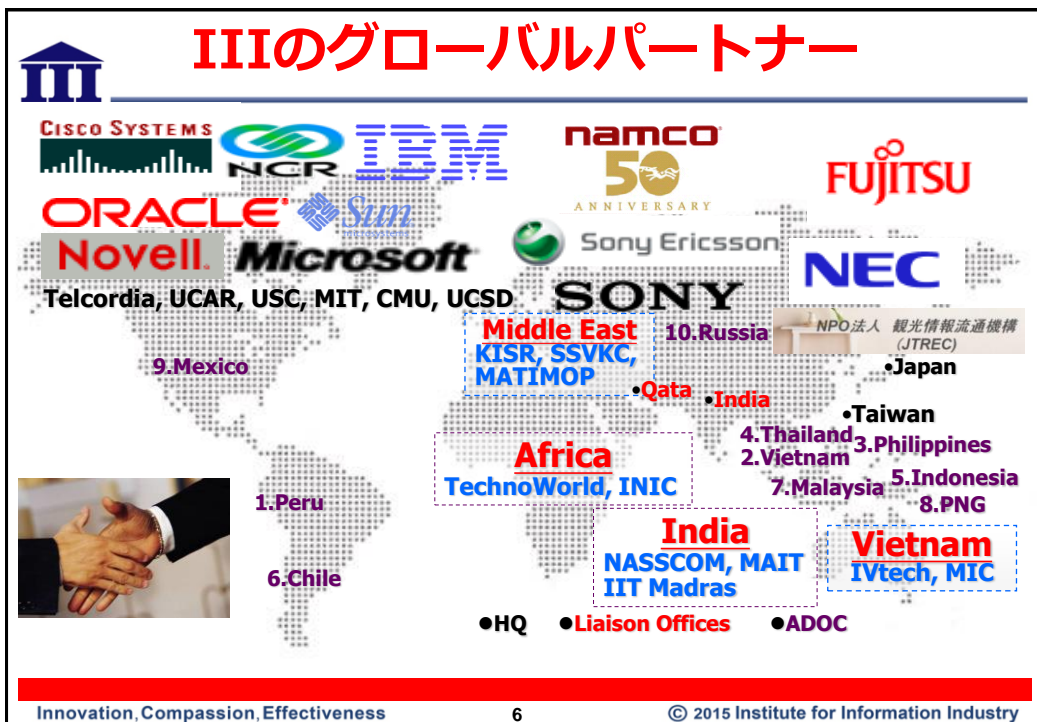 IIIのグローバルパートナー
III
CISCO SYSTEMS
NCR
IBM
namco
50
ANNIVERSARY
FUJITSU
ORACLE
Sun
Sony Ericsson
Novell.
Microsoft
NEC
Telcordia, UCAR, USC, MIT, CMU, UCSD
SONY
NPO法人 観光情報流通機構
(JTREC)
Middle East
KISR, SSVKC,
MATIMOP
10.Russia
9.Mexico
•Japan
•Qata
•India
•Taiwan
4.Thailand
3.Philippines
2.Vietnam
Africa
TechnoWorld, INIC
7.Malaysia
5.Indonesia
8.PNG
1.Peru
India
NASSCOM, MAIT
IIT Madras
Vietnam
IVtech, MIC
6.Chile
●HQ ●Liaison Offices ●ADOC
Innovation,Compassion,Effectiveness
6
© 2015 Institute for Information Industry